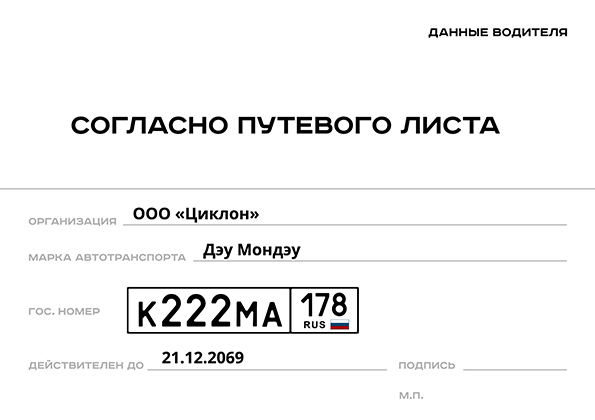 ДАННЫЕ ВОДИТЕЛЯ
СОГЛАСНО ПУТЕВОГО ЛИСТА
ОРГАНИЗАЦИЯ ООО «Циклон»
МАРКА АВТОТРАНСПОРТА Дэу Мондэу
ГОС. НОМЕР К222МА 178 RUS
ДЕЙСТВИТЕЛЕН ДО 21.12.2069 ПОДПИСЬ
М.П.